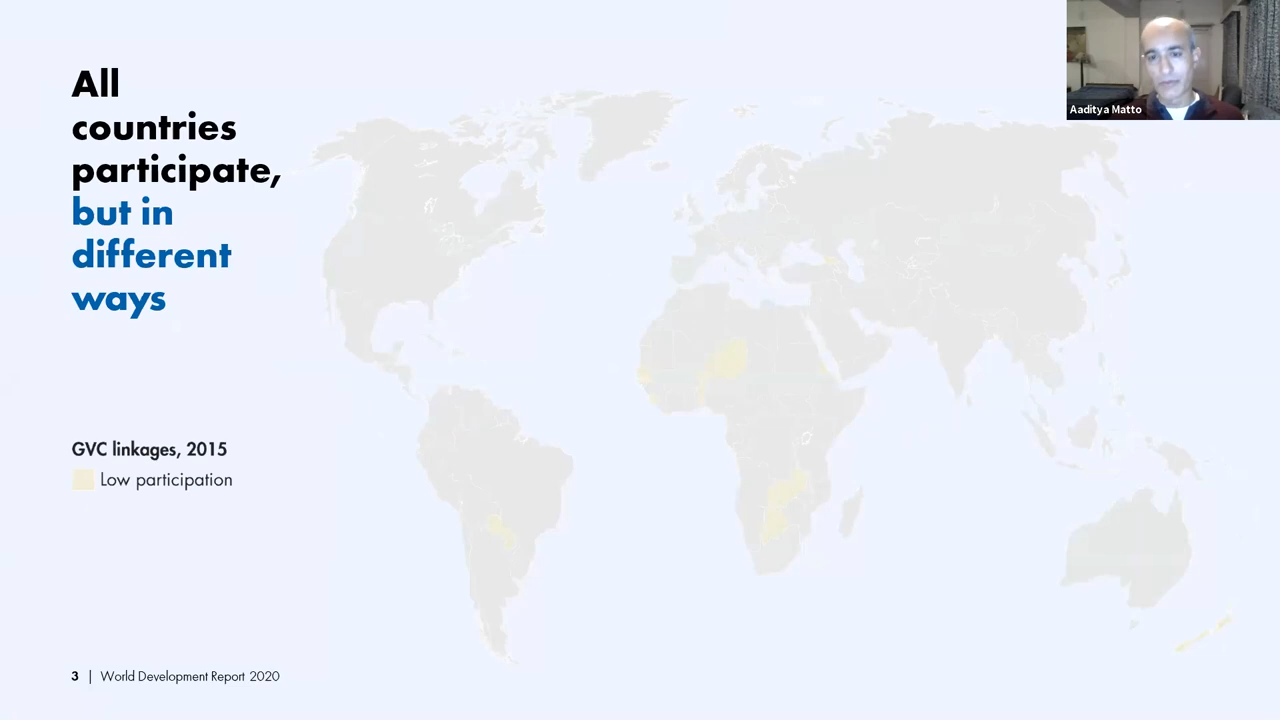 All
countries
participate,
but in
different
ways
Aaditya Matto
GVC linkages, 2015
Low participation
3 | World Development Report 2020